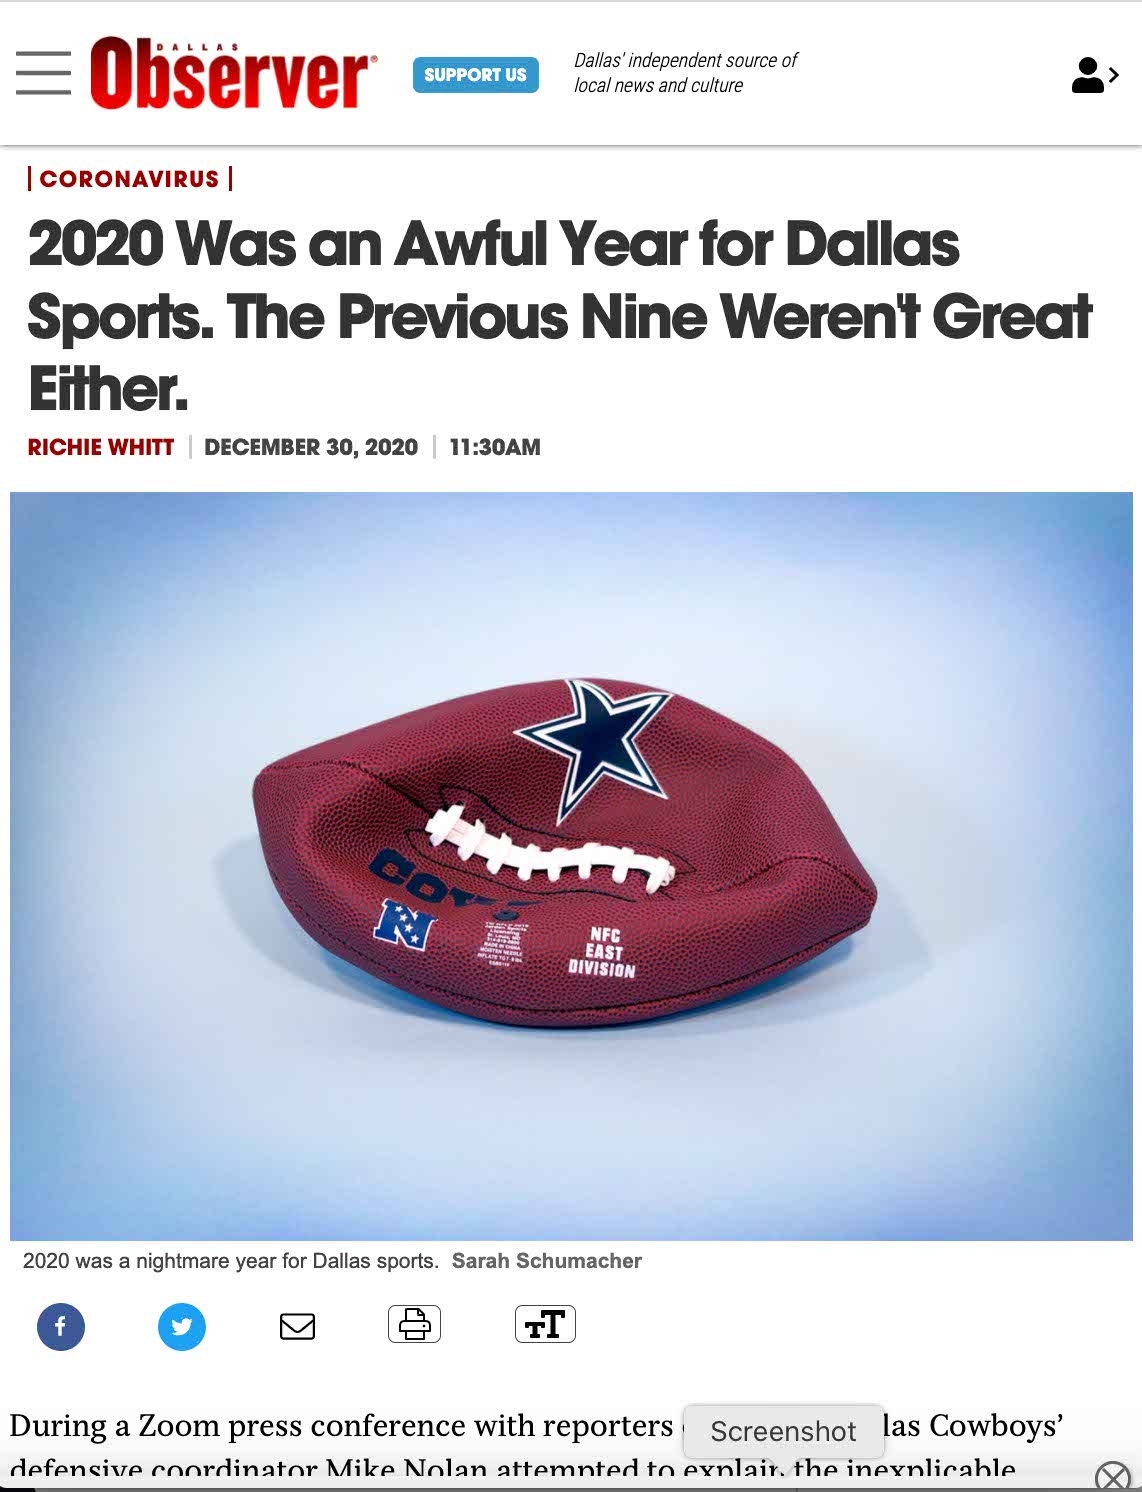 DALLAS
Observer
SUPPORT US
Dallas' independent source of
local news and culture
| CORONAVIRUS |
2020 Was an Awful Year for Dallas
Sports. The Previous Nine Weren't Great
Either.
RICHIE WHITT | DECEMBER 30, 2020 | 11:30AM
COW
N
NFC
EAST
DIVISION
2020 was a nightmare year for Dallas sports. Sarah Schumacher
f
TT
During a Zoom press conference with reporters las Cowboys’
Screenshot
defensive coordinator Mike Nolan attempted to explain the inexplicable